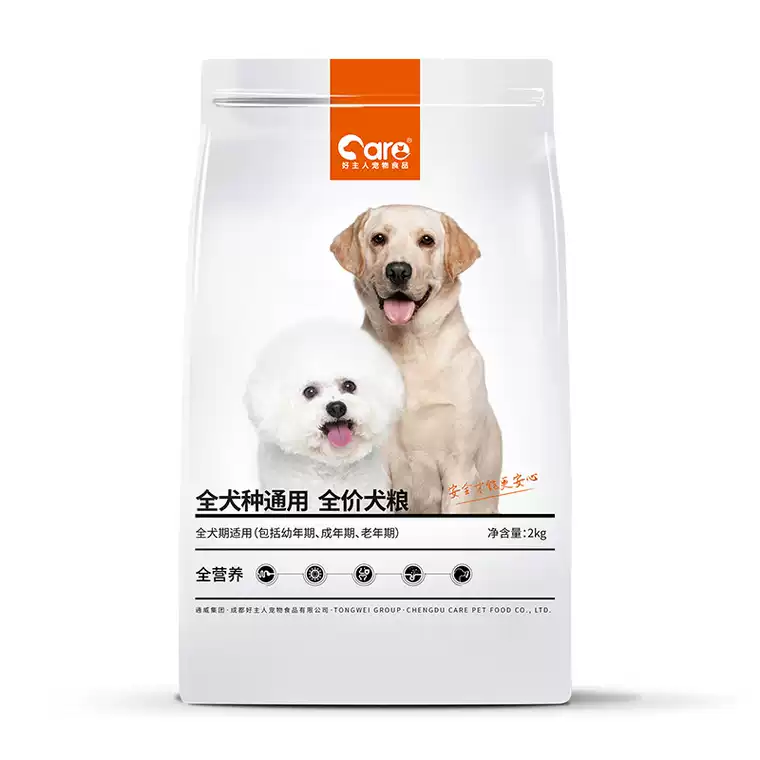 Care®
好主人宠物食品
安全才能更安心
全犬种通用 全价犬粮
全犬期适用(包括幼年期、成年期、老年期)
净含量:2kg
全营养
通威集团·成都好主人宠物食品有限公司·TONGWEI GROUP·CHENGDU CARE PET FOOD CO., LTD.